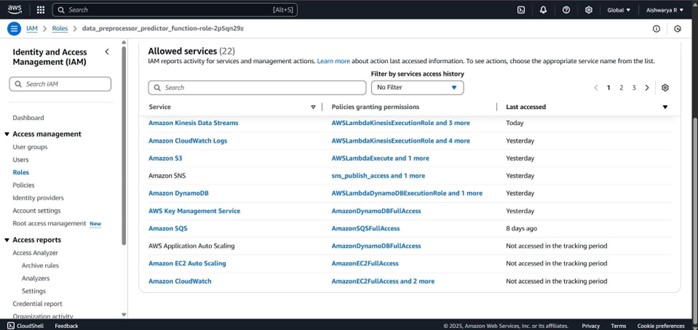 aws
Search
[Alt+S]
Global
Aishwarya R
IAM > Roles > data_preprocessor_predictor_function-role-2p5qn29s
Identity and Access Management (IAM)
Search IAM
Dashboard
Access management
User groups
Users
Roles
Policies
Identity providers
Account settings
Root access management New
Access reports
Access Analyzer
Archive rules
Analyzers
Settings
Credential report
Organization activity
Allowed services (22)
IAM reports activity for services and management actions. Learn more about action last accessed information. To see actions, choose the appropriate service name from the list.
Filter by services access history
Search
No Filter
1 2 3
Service Policies granting permissions Last accessed
Amazon Kinesis Data Streams AWSLambdaKinesisExecutionRole and 3 more Today
Amazon CloudWatch Logs AWSLambdaKinesisExecutionRole and 4 more Yesterday
Amazon S3 AWSLambdaExecute and 1 more Yesterday
Amazon SNS sns_publish_access and 1 more Yesterday
Amazon DynamoDB AWSLambdaDynamoDBExecutionRole and 1 more Yesterday
AWS Key Management Service AmazonDynamoDBFullAccess Yesterday
Amazon SQS AmazonSQSFullAccess 8 days ago
AWS Application Auto Scaling AmazonDynamoDBFullAccess Not accessed in the tracking period
Amazon EC2 Auto Scaling AmazonEC2FullAccess Not accessed in the tracking period
Amazon CloudWatch AmazonEC2FullAccess and 2 more Not accessed in the tracking period
CloudShell Feedback © 2025, Amazon Web Services, Inc. or its affiliates. Privacy Terms Cookie preferences